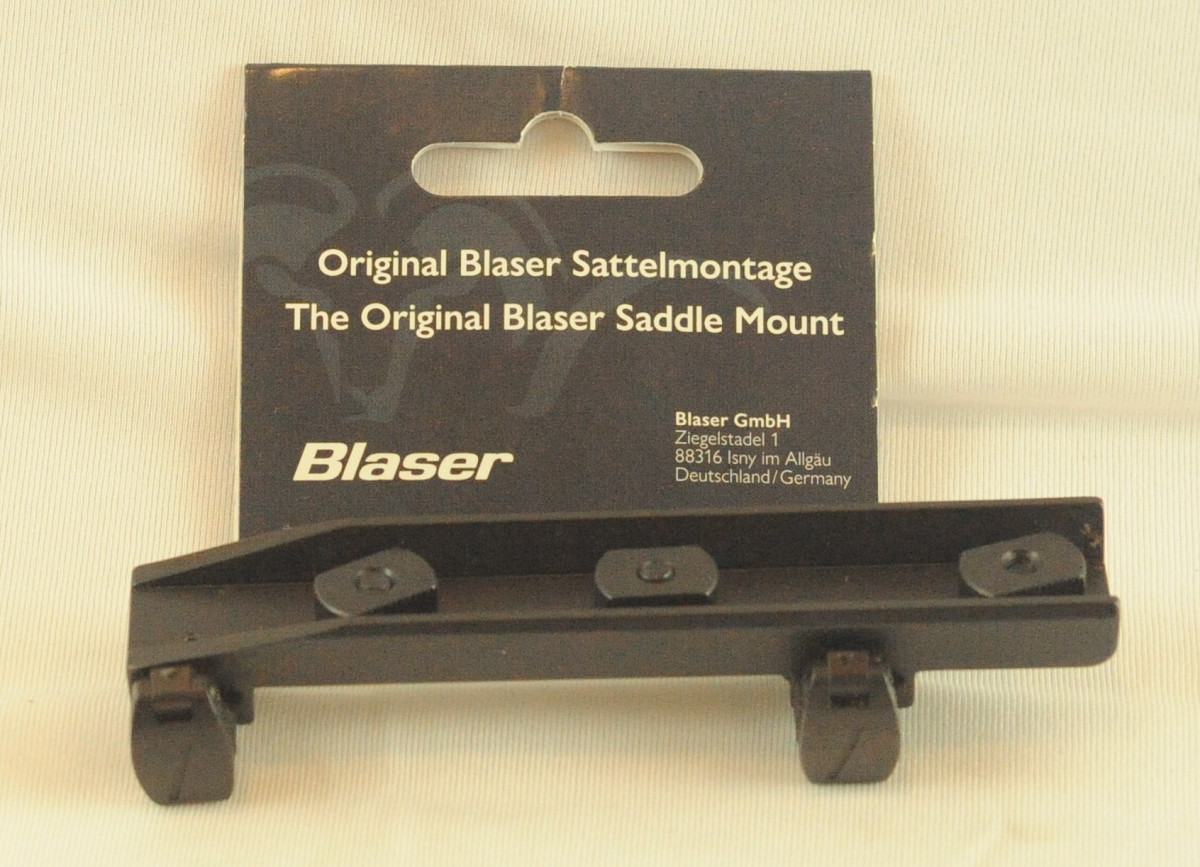 Original Blaser Sattelmontage
The Original Blaser Saddle Mount
Blaser
Blaser GmbH
Ziegelstadel 1
88316 Isny im Allgäu
Deutschland/Germany